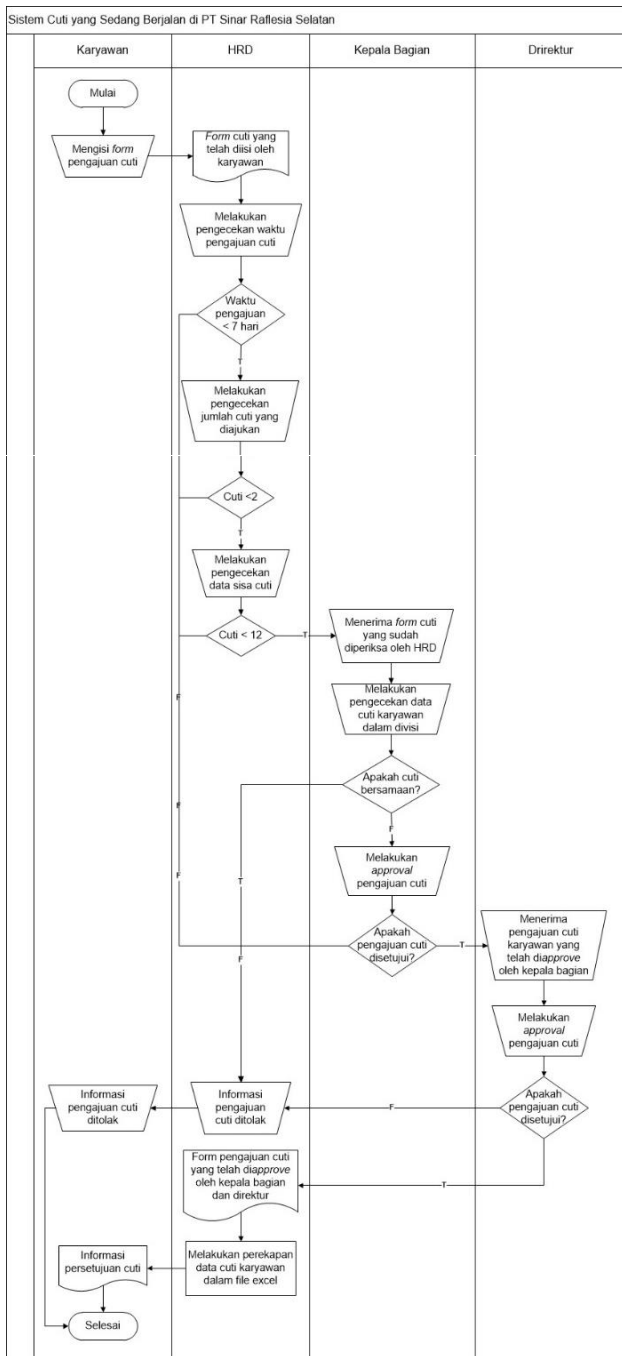 Sistem Cuti yang Sedang Berjalan di PT Sinar Raflesia Selatan
Karyawan
HRD
Kepala Bagian
Drirektur
Mulai
Mengisi form
pengajuan cuti
Form cuti yang
telah diisi oleh
karyawan
Melakukan
pengecekan waktu
pengajuan cuti
Waktu
pengajuan
< 7 hari
T
Melakukan
pengecekan
jumlah cuti yang
diajukan
Cuti <2
T
Melakukan
pengecekan
data sisa cuti
Cuti < 12
T
Menerima form cuti
yang sudah
diperiksa oleh HRD
Melakukan
pengecekan data
cuti karyawan
dalam divisi
F
Apakah cuti
bersamaan?
F
F
Melakukan
approval
pengajuan cuti
T
F
Apakah
pengajuan cuti
disetujui?
T
F
Menerima
pengajuan cuti
karyawan yang
telah diapprove
oleh kepala bagian
Melakukan
approval
pengajuan cuti
Apakah
pengajuan cuti
disetujui?
F
Informasi
pengajuan
cuti ditolak
Informasi
pengajuan cuti
ditolak
T
Form pengajuan cuti
yang telah diapprove
oleh kepala bagian
dan direktur
Melakukan perekapan
data cuti karyawan
dalam file excel
Informasi
persetujuan cuti
Selesai